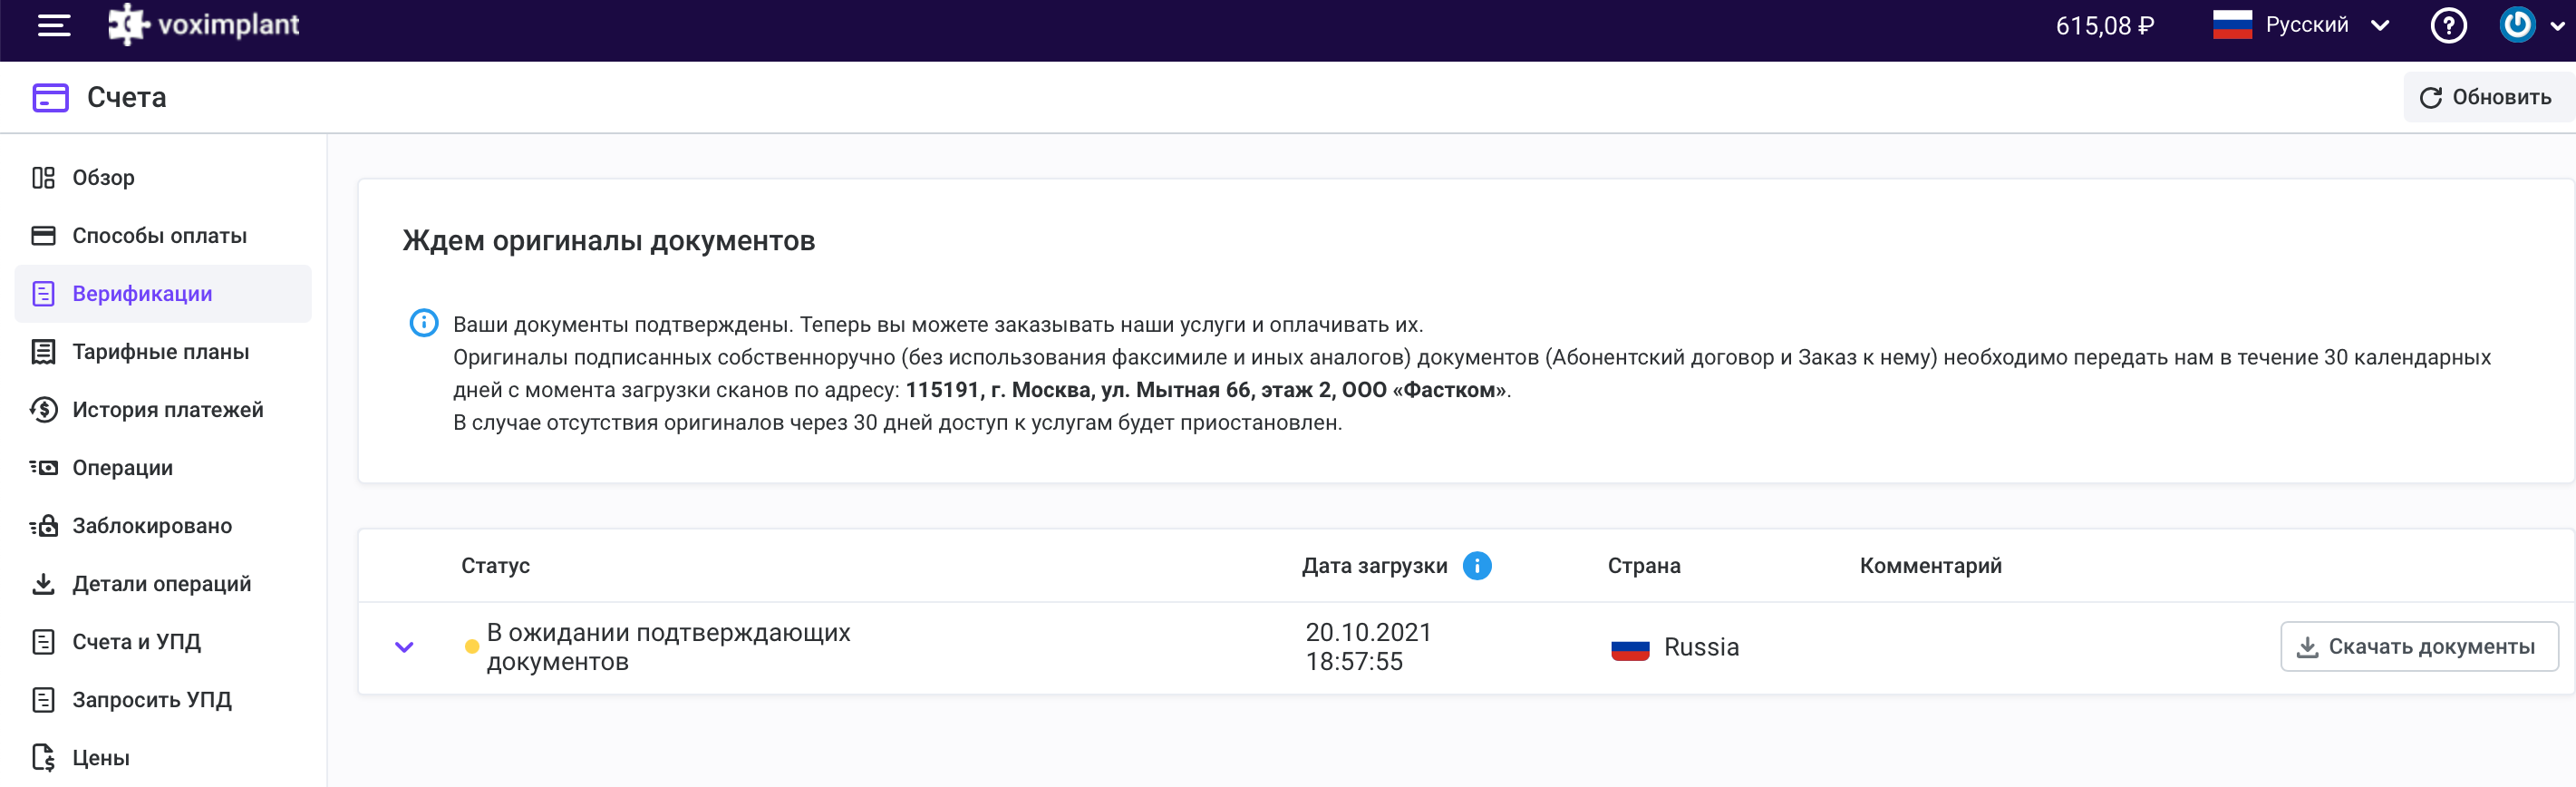 voximplant
615,08 ₽
Русский
Счета
Обновить
Обзор
Способы оплаты
Верификации
Тарифные планы
История платежей
Операции
Заблокировано
Детали операций
Счета и УПД
Запросить УПД
Цены
Ждем оригиналы документов
Ваши документы подтверждены. Теперь вы можете заказывать наши услуги и оплачивать их.
Оригиналы подписанных собственноручно (без использования факсимиле и иных аналогов) документов (Абонентский договор и Заказ к нему) необходимо передать нам в течение 30 календарных
дней с момента загрузки сканов по адресу: 115191, г. Москва, ул. Мытная 66, этаж 2, ООО «Фастком».
В случае отсутствия оригиналов через 30 дней доступ к услугам будет приостановлен.
Статус
Дата загрузки
Страна
Комментарий
В ожидании подтверждающих
документов
20.10.2021
18:57:55
Russia
Скачать документы